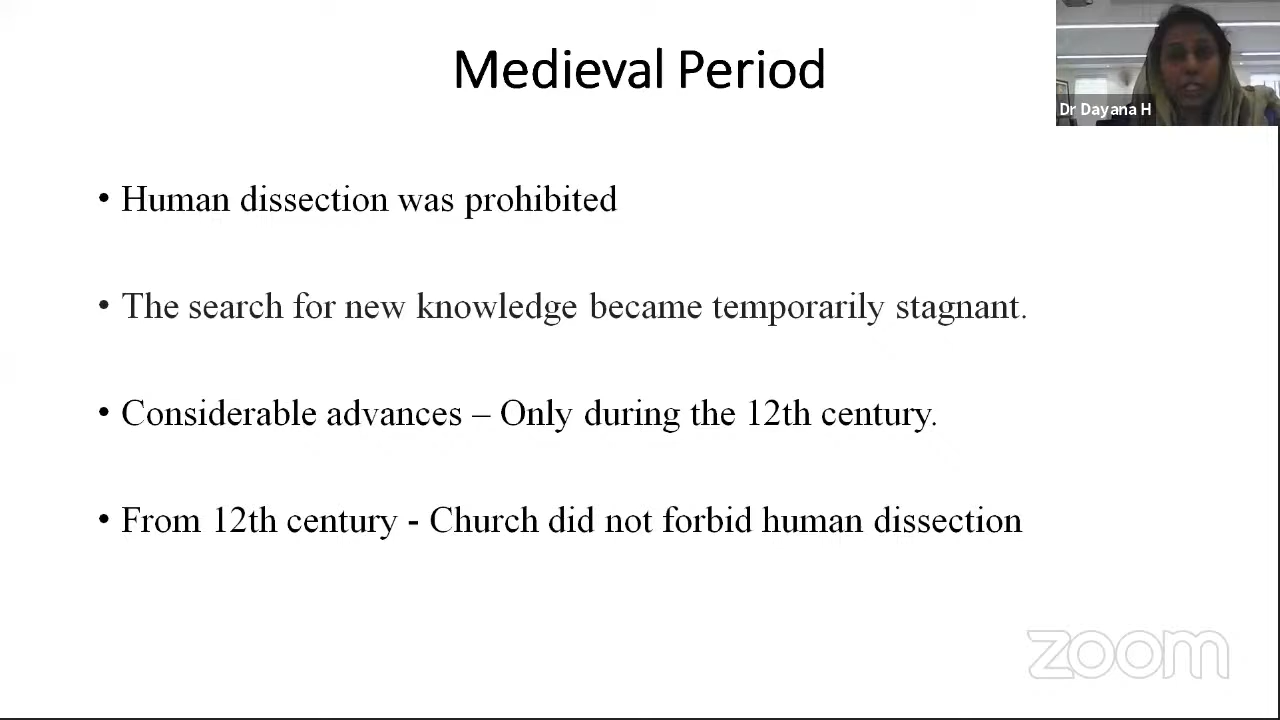 Medieval Period
Dr Dayana H
• Human dissection was prohibited
• The search for new knowledge became temporarily stagnant.
• Considerable advances – Only during the 12th century.
• From 12th century - Church did not forbid human dissection
zoom